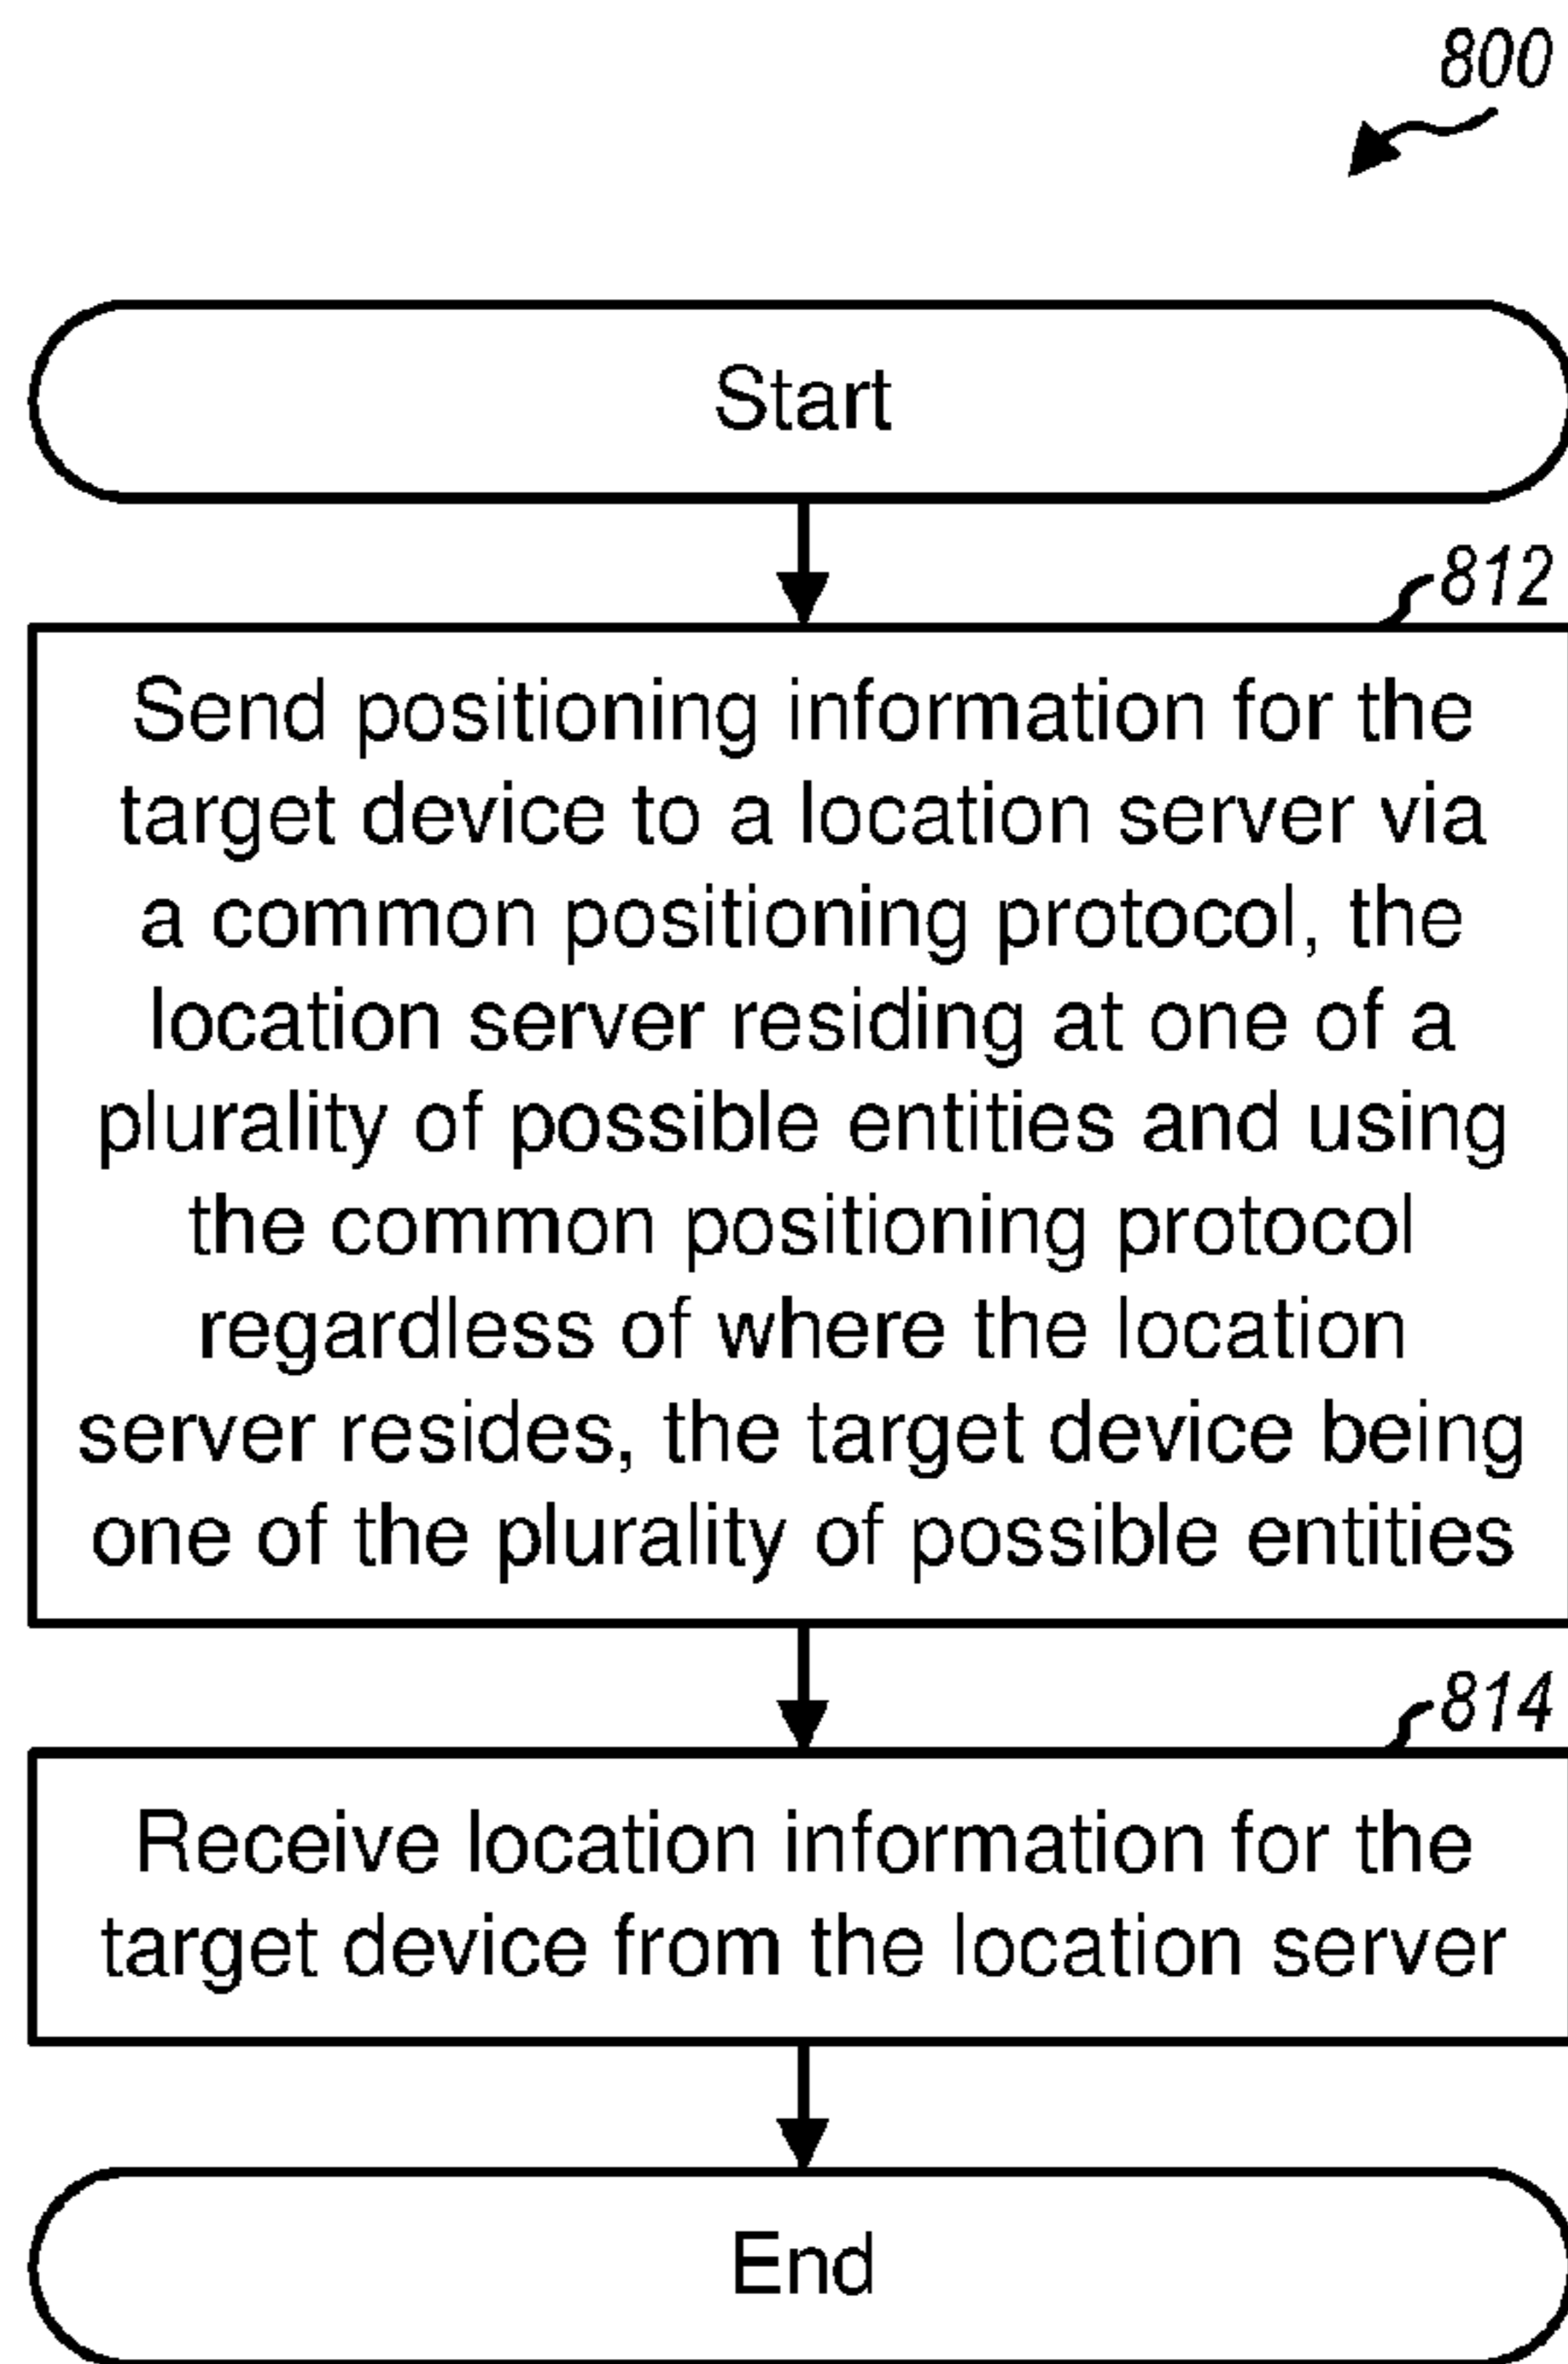 800
Start
812
Send positioning information for the
target device to a location server via
a common positioning protocol, the
location server residing at one of a
plurality of possible entities and using
the common positioning protocol
regardless of where the location
server resides, the target device being
one of the plurality of possible entities
814
Receive location information for the
target device from the location server
End